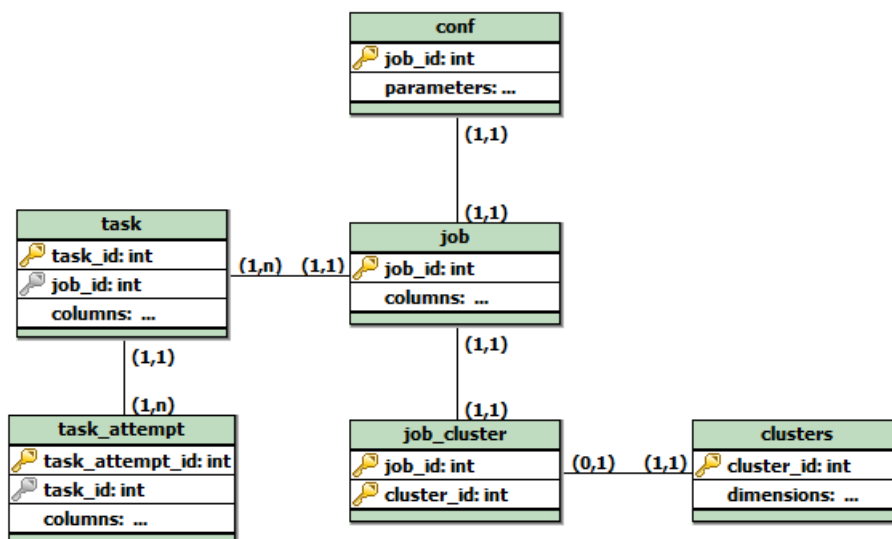 conf
job_id: int
parameters: ...
(1,1)
(1,1)
task
task_id: int
job_id: int
columns: ...
(1,n)
(1,1)
job
job_id: int
columns: ...
(1,1)
(1,n)
(1,1)
(1,1)
task_attempt
task_attempt_id: int
task_id: int
columns: ...
job_cluster
job_id: int
cluster_id: int
(0,1)
(1,1)
clusters
cluster_id: int
dimensions: ...